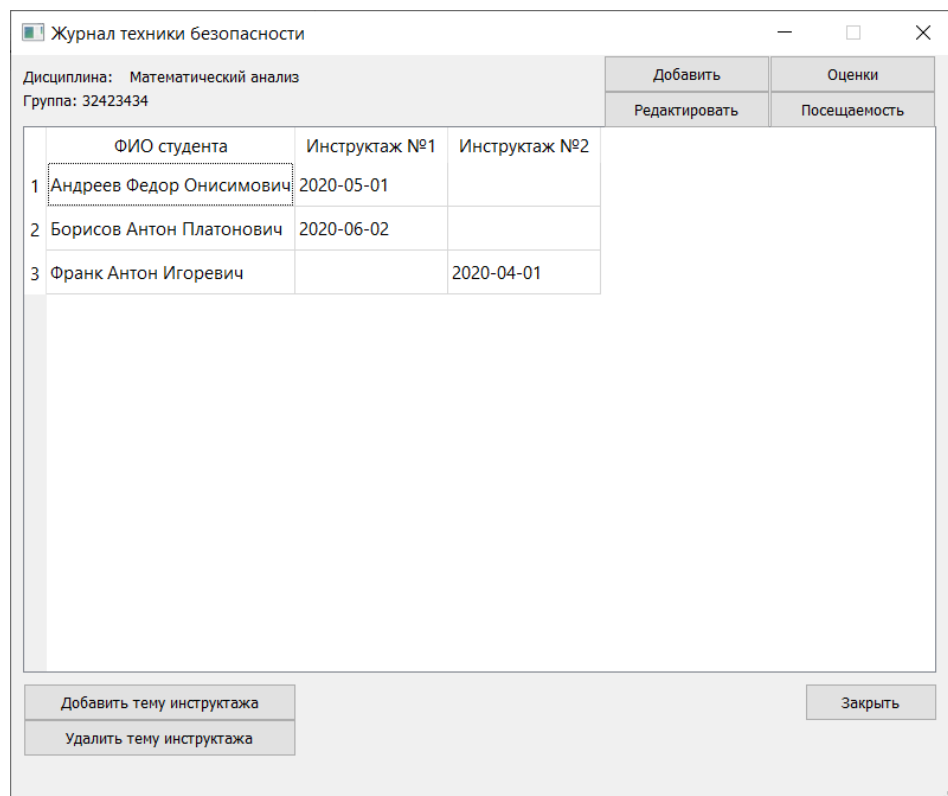 Журнал техники безопасности
Дисциплина: Математический анализ
Группа: 32423434
Добавить Оценки
Редактировать Посещаемость
ФИО студента Инструктаж №1 Инструктаж №2
1 Андреев Федор Онисимович 2020-05-01
2 Борисов Антон Платонович 2020-06-02
3 Франк Антон Игоревич 2020-04-01
Добавить тему инструктажа Закрыть
Удалить тему инструктажа